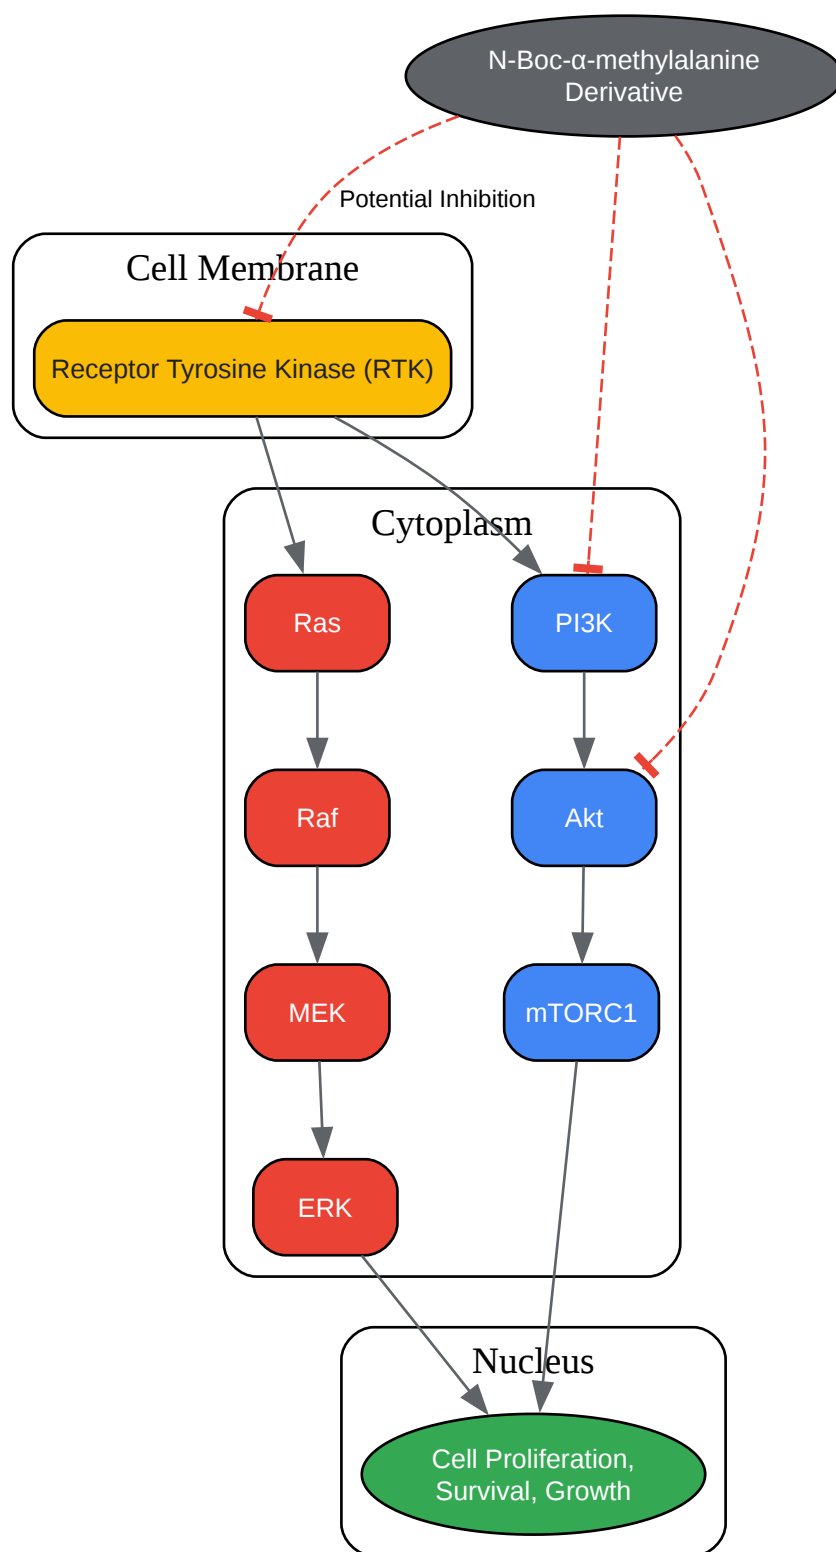 N-Boc-α-methylalanine
Derivative
Potential Inhibition
Cell Membrane
Receptor Tyrosine Kinase (RTK)
Cytoplasm
Ras
PI3K
Raf
Akt
MEK
mTORC1
ERK
Nucleus
Cell Proliferation,
Survival, Growth